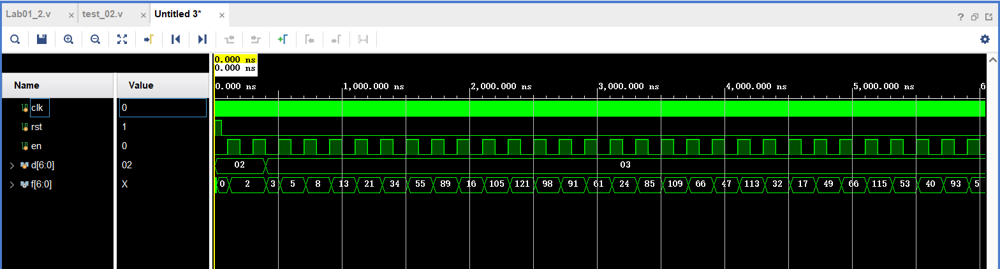 Lab01_2.v × test_02.v × Untitled 3* ×
?
0.000 ns
0.000 ns
Name Value
0.000 ns 1,000.000 ns 2,000.000 ns 3,000.000 ns 4,000.000 ns 5,000.000 ns 6
clk 0
rst 1
en 0
d[6:0] 02 02 03
f[6:0] X 0 2 3 5 8 13 21 34 55 89 16 105 121 98 91 61 24 85 109 66 47 113 32 17 49 66 115 53 40 93 5